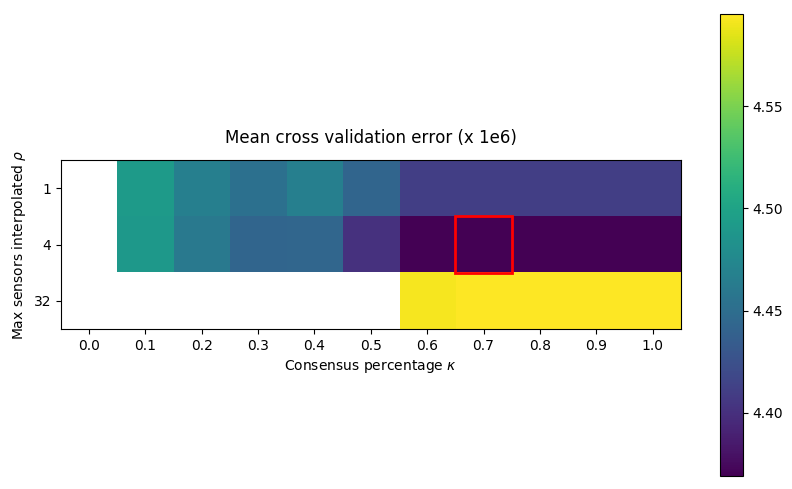 Mean cross validation error (x 1e6)
Max sensors interpolated ρ
1
4
32
0.0 0.1 0.2 0.3 0.4 0.5 0.6 0.7 0.8 0.9 1.0
Consensus percentage κ
4.55
4.50
4.45
4.40